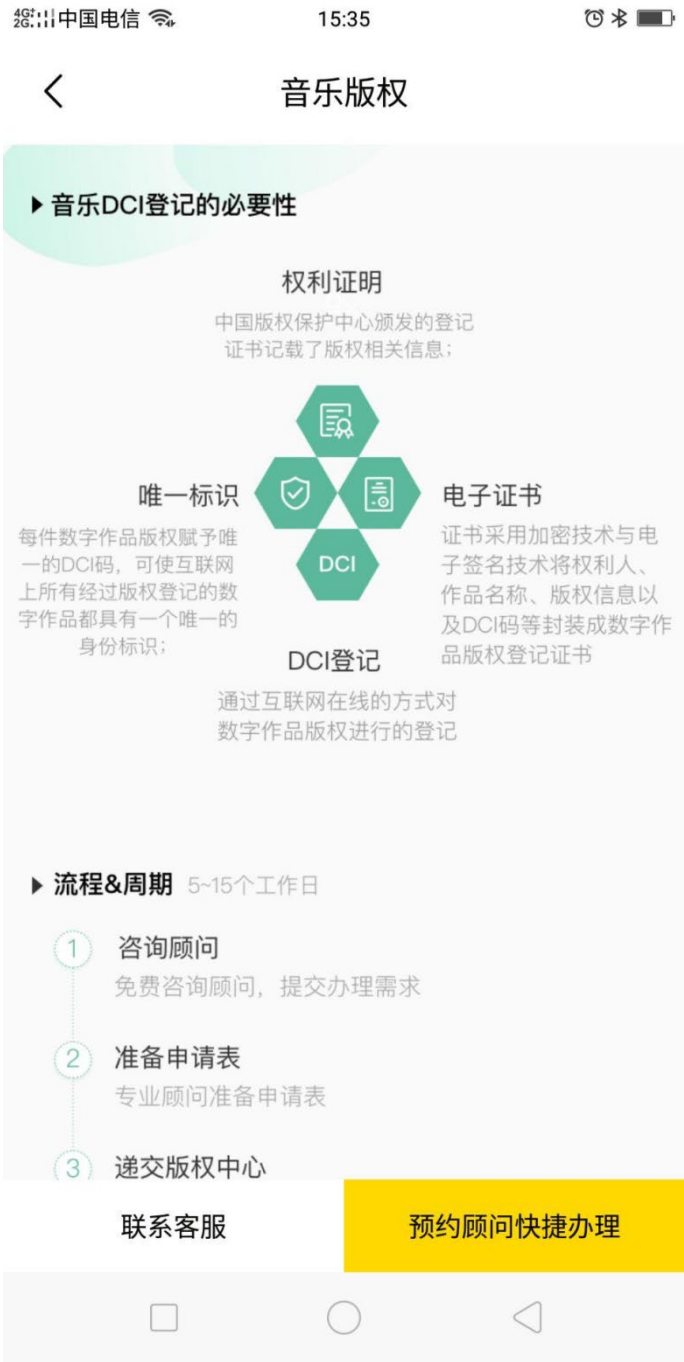 4G+ 2G 中国电信 15:35
音乐版权
音乐DCI登记的必要性
权利证明
中国版权保护中心颁发的登记
证书记载了版权相关信息；
唯一标识
每件数字作品版权赋予唯
一的DCI码，可使互联网
上所有经过版权登记的数
字作品都具有一个唯一的
身份标识；
电子证书
证书采用加密技术与电
子签名技术将权利人、
作品名称、版权信息以
及DCI码等封装成数字作
品版权登记证书
DCI
DCI登记
通过互联网在线的方式对
数字作品版权进行的登记
流程&周期 5~15个工作日
1 咨询顾问
免费咨询顾问，提交办理需求
2 准备申请表
专业顾问准备申请表
3 递交版权中心
联系客服 预约顾问快捷办理